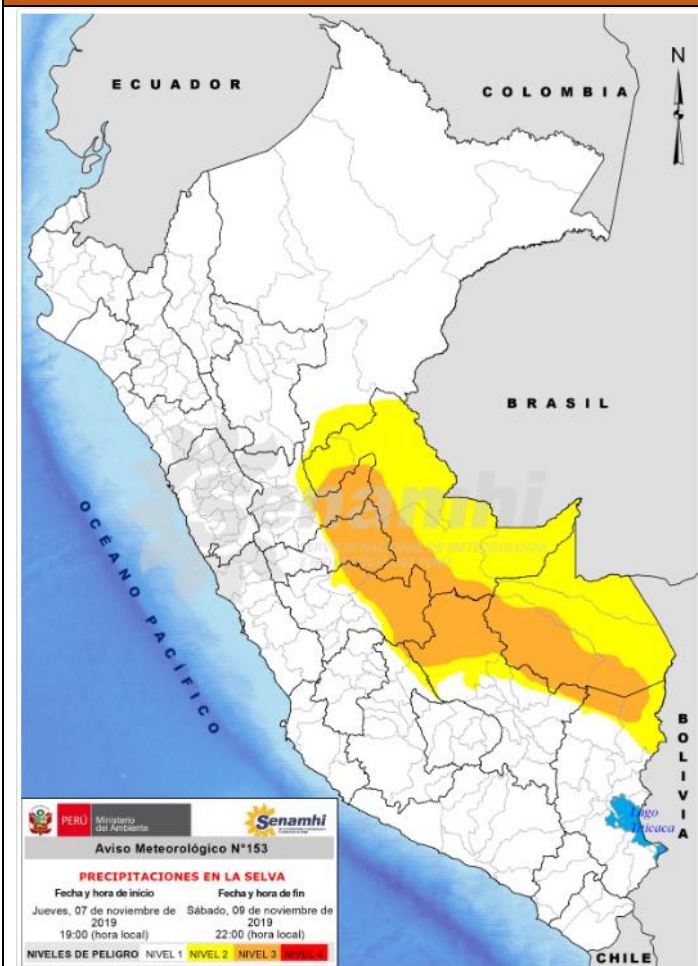 ECUADOR
COLOMBIA
N
BRASIL
Senamhi
OCÉANO PACÍFICO
BOLIVIA
Lago
Titicaca
PERÚ
Ministerio
del Ambiente
Senamhi
Aviso Meteorológico N°153
PRECIPITACIONES EN LA SELVA
Fecha y hora de inicio
Fecha y hora de fin
Jueves, 07 de noviembre de
2019
19:00 (hora local)
Sábado, 09 de noviembre de
2019
22:00 (hora local)
NIVELES DE PELIGRO NIVEL 1 NIVEL 2 NIVEL 3 NIVEL 4
CHILE